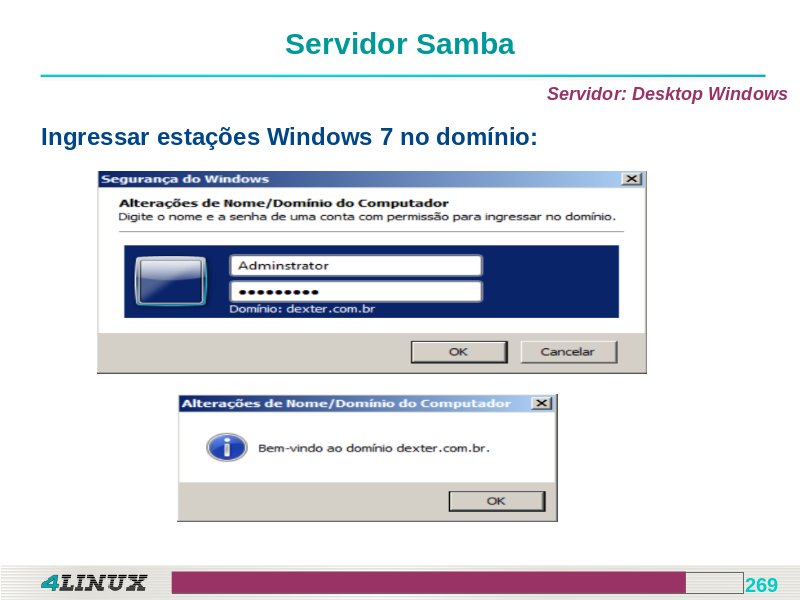 Servidor Samba
Servidor: Desktop Windows
Ingressar estações Windows 7 no domínio:
Segurança do Windows
Alterações de Nome/Domínio do Computador
Digite o nome e a senha de uma conta com permissão para ingressar no domínio.
Adminstrator
•••••••••
Domínio: dexter.com.br
OK
Cancelar
Alterações de Nome/Domínio do Computador
Bem-vindo ao domínio dexter.com.br.
OK
4LINUX
269